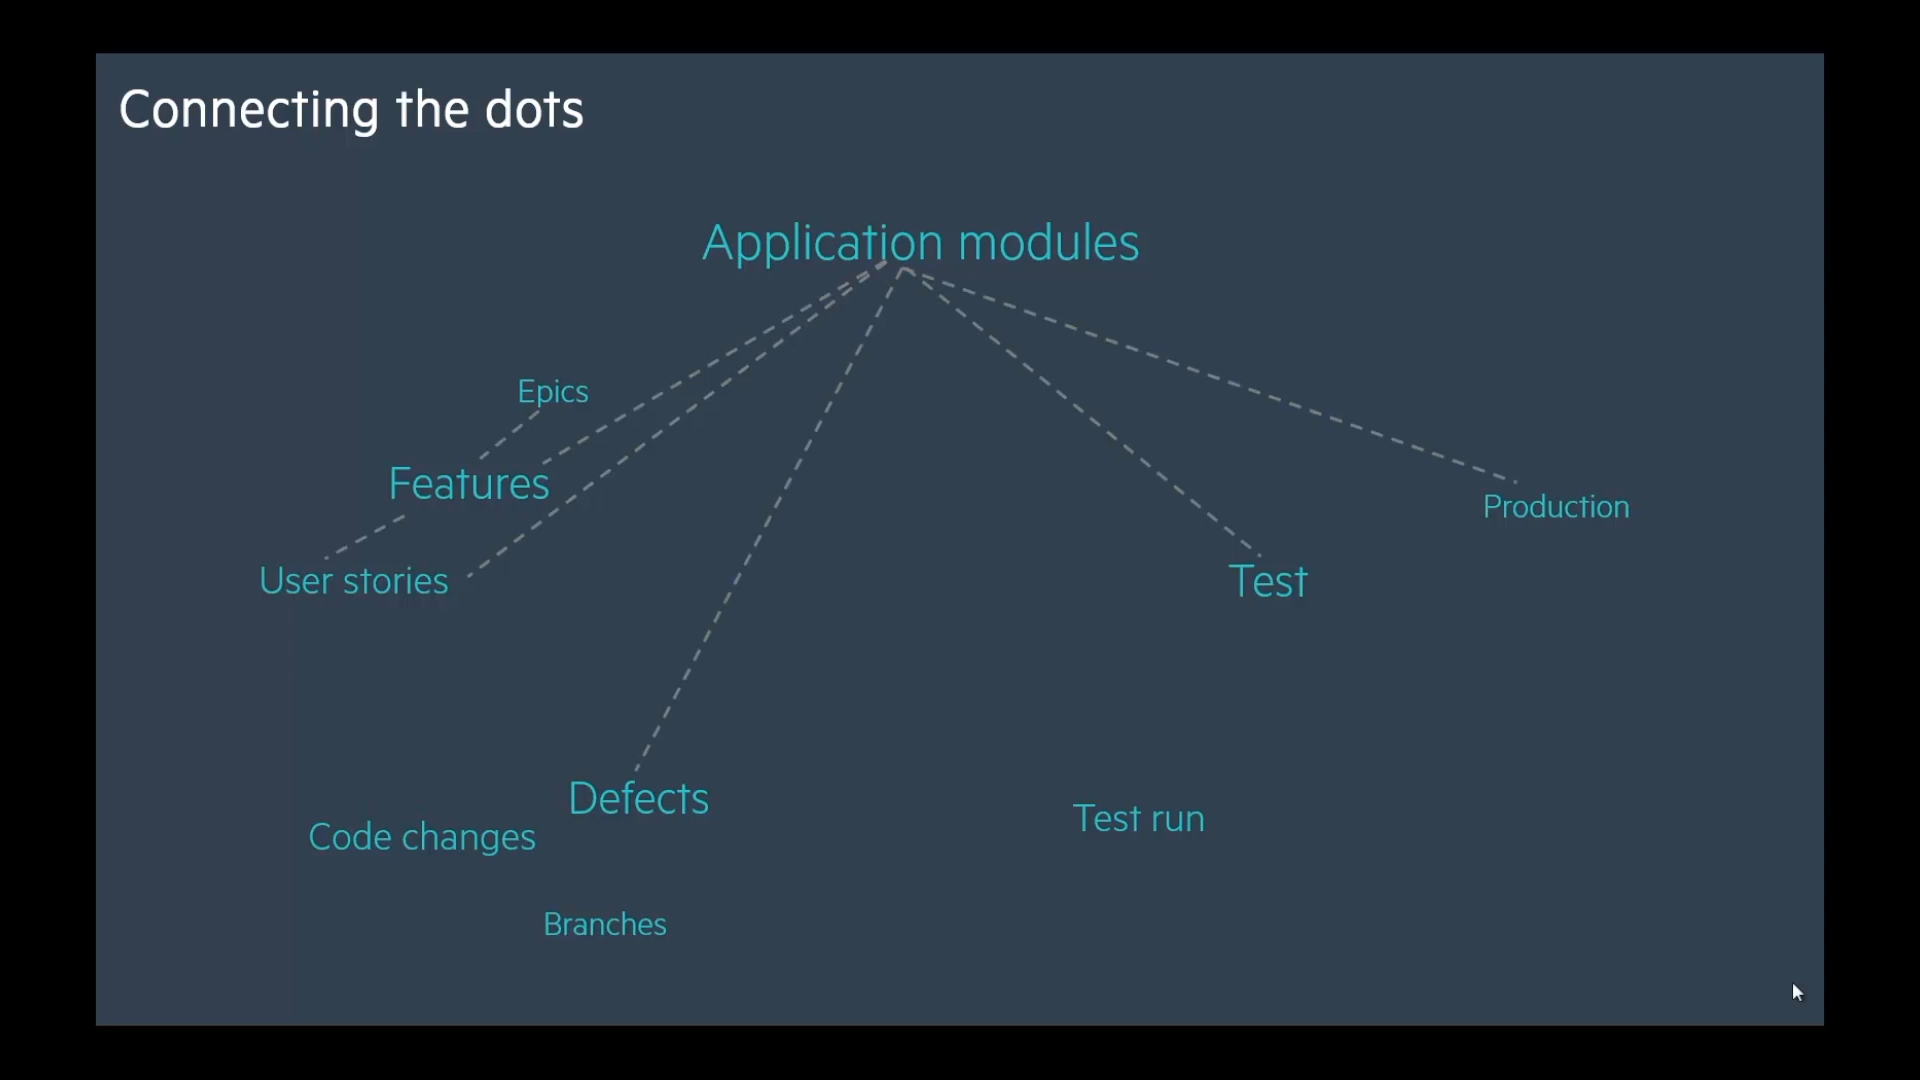 Connecting the dots
Application modules
Epics
Features
Production
User stories
Test
Defects
Test run
Code changes
Branches